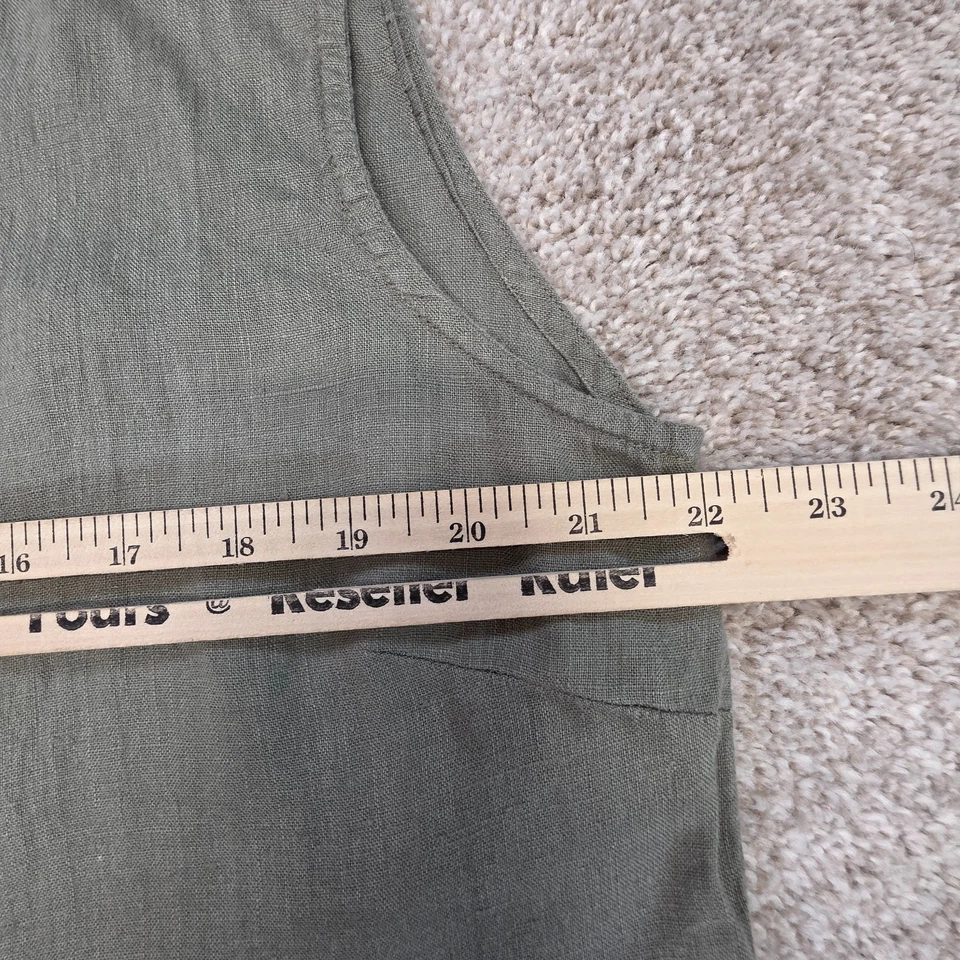 16 17 18 19 20 21 22 23 24
Yours @ Reseller Ruler